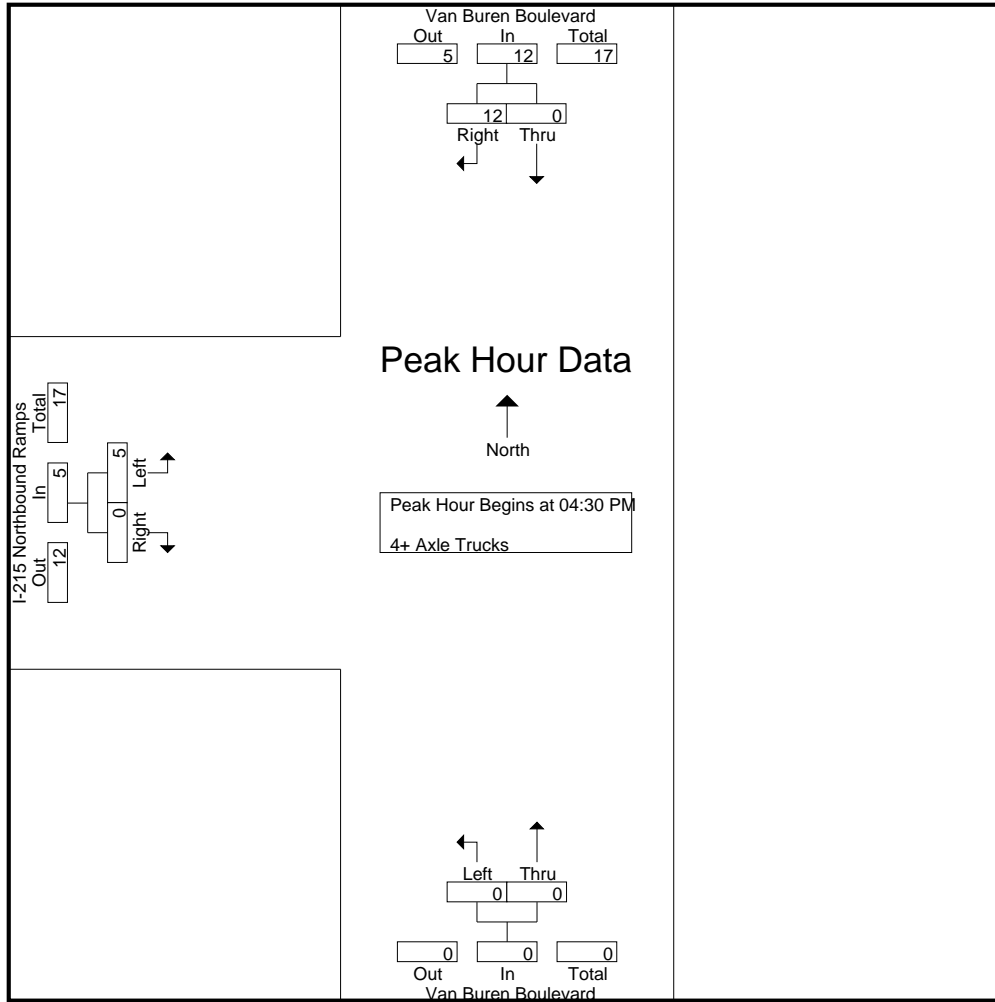 Van Buren Boulevard
Out In Total
5 12 17
12 0
Right Thru
Peak Hour Data
North
Peak Hour Begins at 04:30 PM
4+ Axle Trucks
I-215 Northbound Ramps
Out In Total
12 5 17
Right Left
0 5
Left Thru
0 0
0 0 0
Out In Total
Van Buren Boulevard